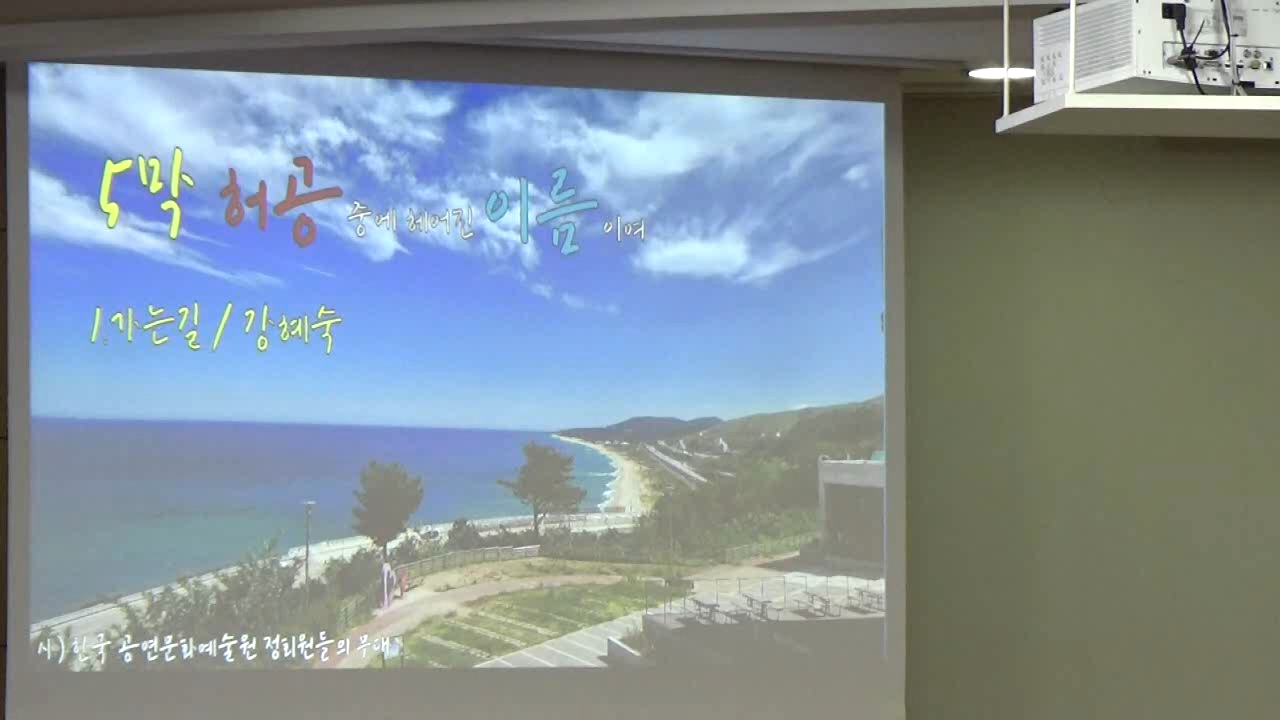 5막 허공 중에 헤어진 이름 이여
1.가는길 / 강혜숙
사)한국 공연문화예술원 정회원들의 무대